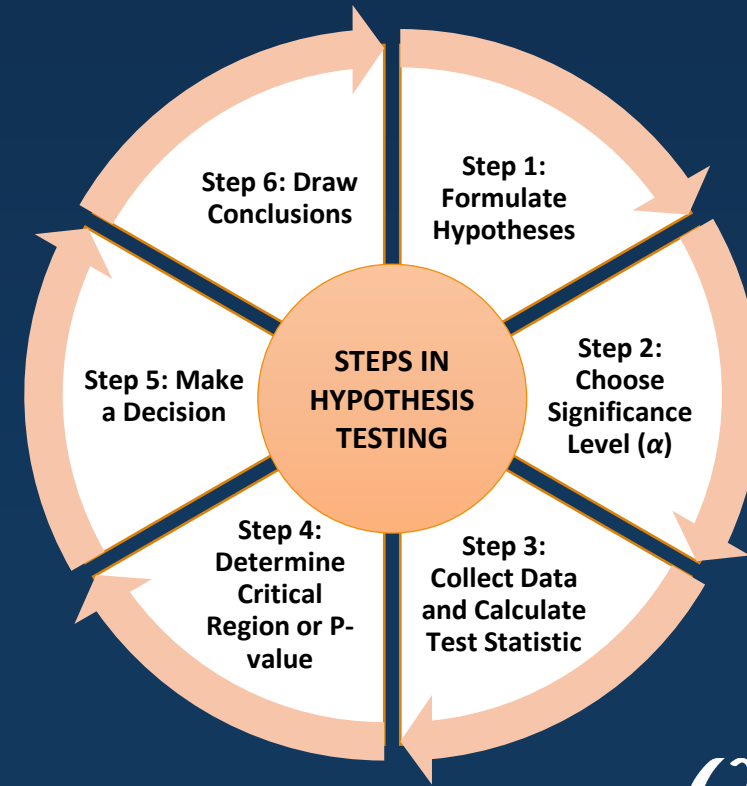 Step 1:
Formulate
Hypotheses
Step 2:
Choose
Significance
Level (α)
Step 3:
Collect Data
and Calculate
Test Statistic
Step 4:
Determine
Critical
Region or P-
value
Step 5: Make
a Decision
Step 6: Draw
Conclusions
STEPS IN
HYPOTHESIS
TESTING